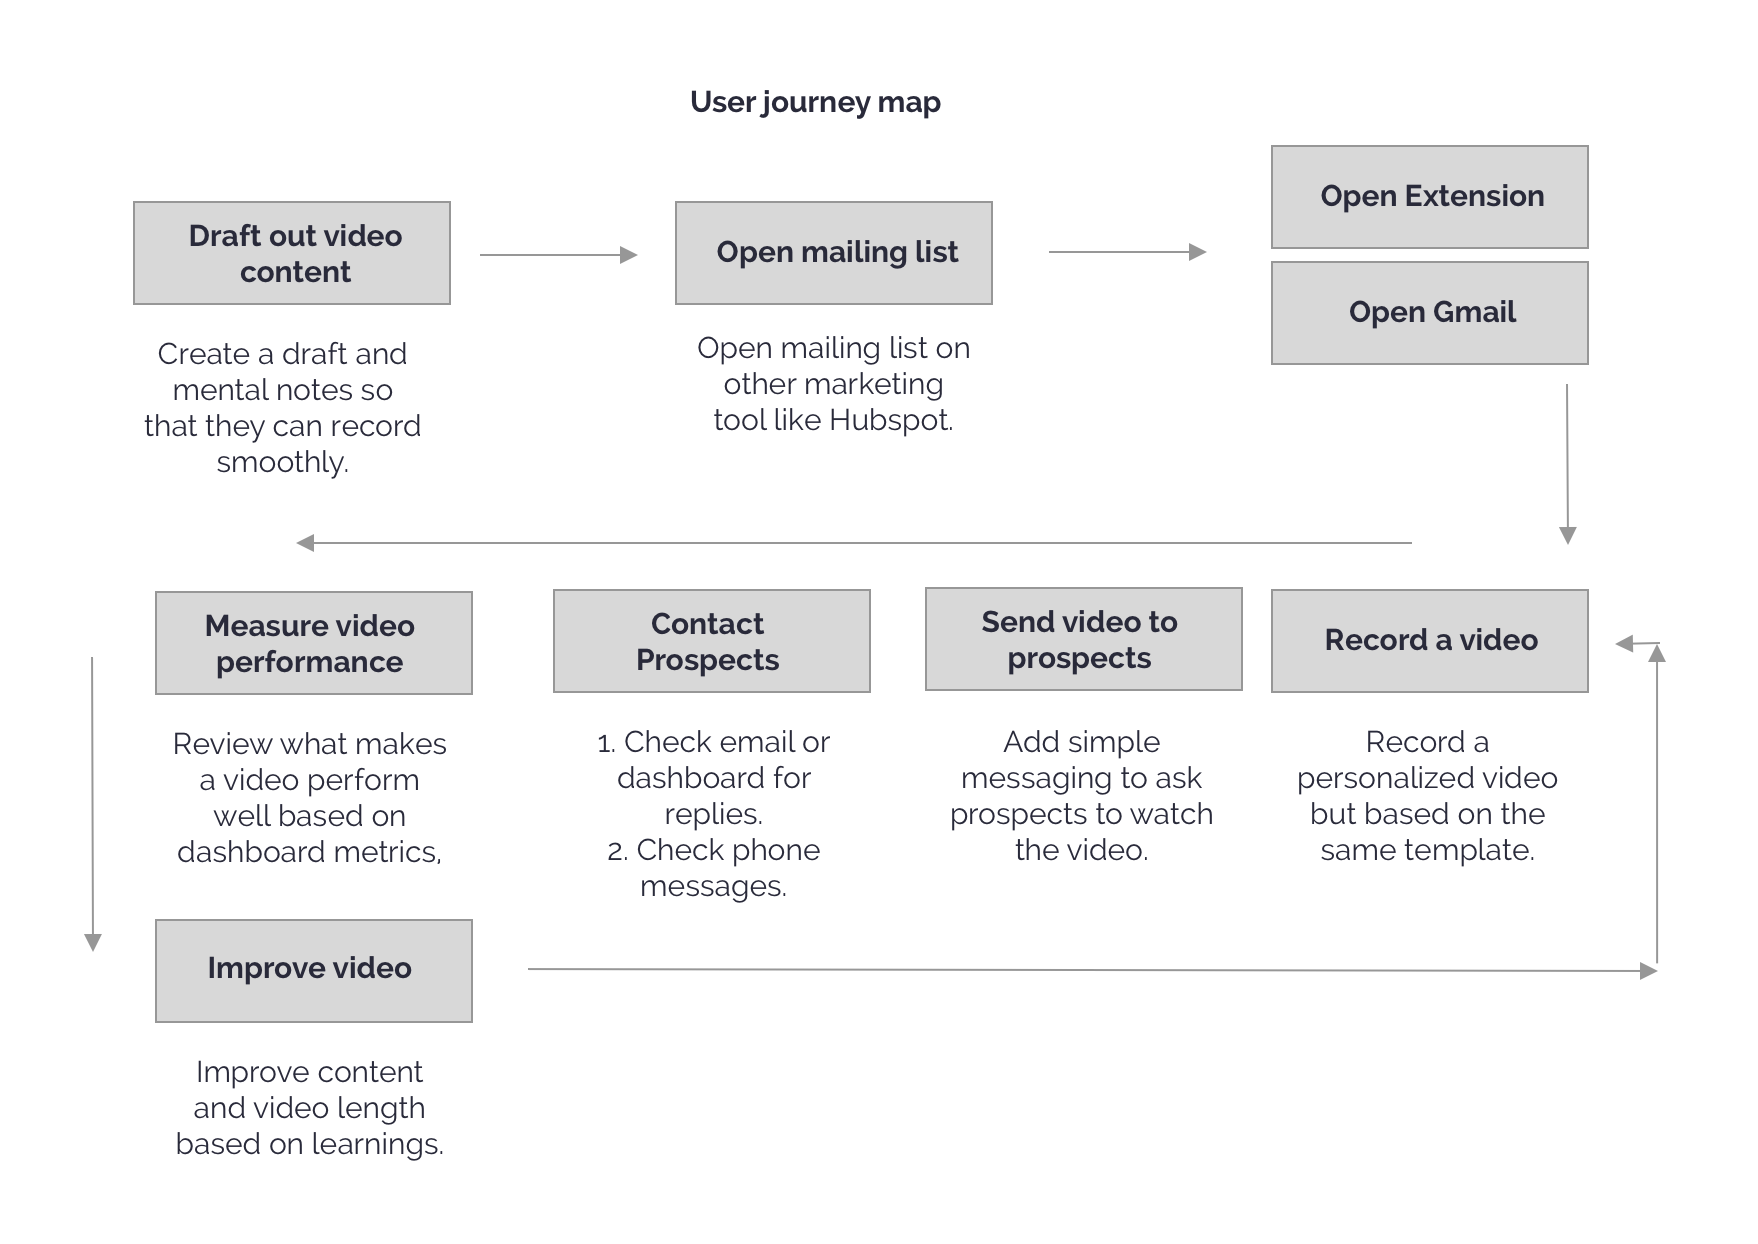 User journey map
Draft out video
content
Create a draft and
mental notes so
that they can record
smoothly.
Open mailing list
Open mailing list on
other marketing
tool like Hubspot.
Open Extension
Open Gmail
Measure video
performance
Review what makes
a video perform
well based on
dashboard metrics,
Contact
Prospects
1. Check email or
dashboard for
replies.
2. Check phone
messages.
Send video to
prospects
Add simple
messaging to ask
prospects to watch
the video.
Record a video
Record a
personalized video
but based on the
same template.
Improve video
Improve content
and video length
based on learnings.